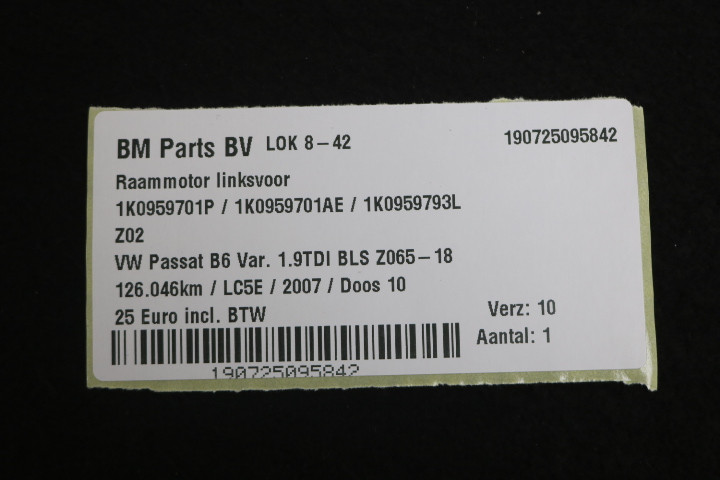 BM Parts BV LOK 8-42 190725095842
Raammotor linksvoor
1K0959701P / 1K0959701AE / 1K0959793L
Z02
VW Passat B6 Var. 1.9TDI BLS Z065-18
126.046km / LC5E / 2007 / Doos 10
25 Euro incl. BTW Verz: 10
Aantal: 1
190725095842